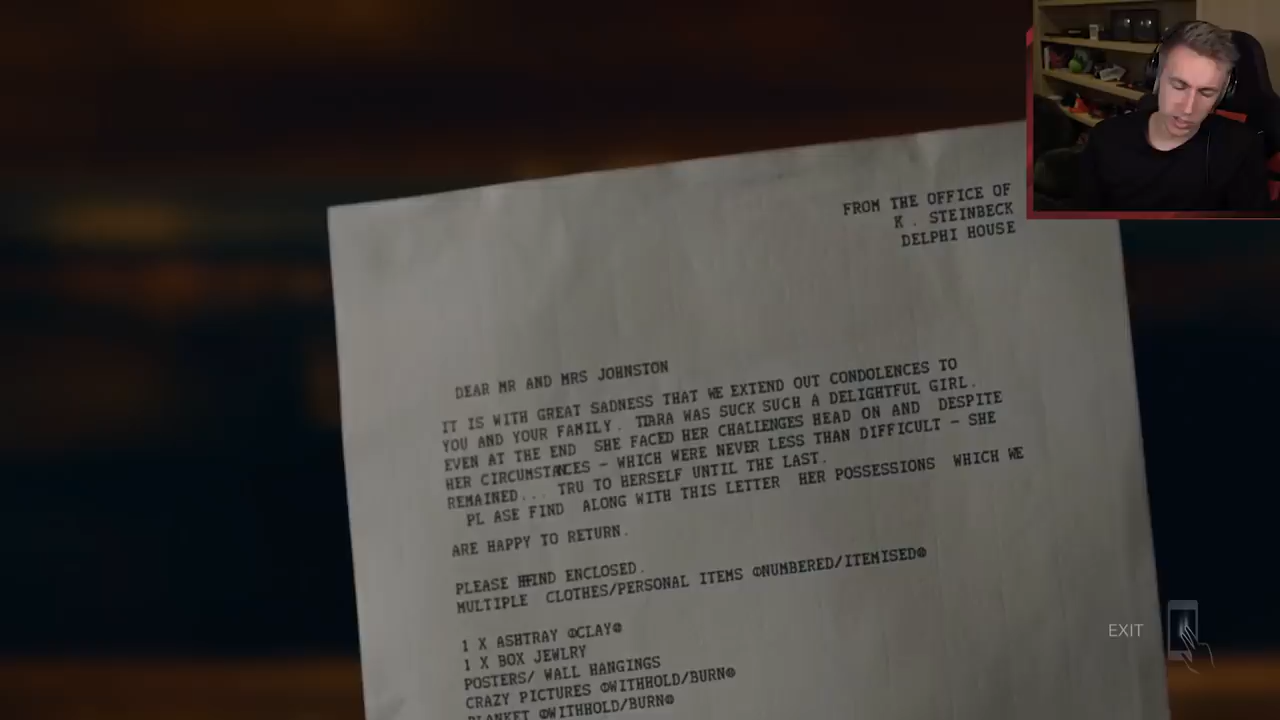 FROM THE OFFICE OF
K . STEINBECK
DELPHI HOUSE
DEAR MR AND MRS JOHNSTON
IT IS WITH GREAT SADNESS THAT WE EXTEND OUT CONDOLENCES TO
YOU AND YOUR FAMILY. TIARA WAS SUCK SUCH A DELIGHTFUL GIRL.
EVEN AT THE END SHE FACED HER CHALLENGES HEAD ON AND DESPITE
HER CIRCUMSTANCES - WHICH WERE NEVER LESS THAN DIFFICULT - SHE
REMAINED... TRU TO HERSELF UNTIL THE LAST.
PL ASE FIND ALONG WITH THIS LETTER HER POSSESSIONS WHICH WE
ARE HAPPY TO RETURN.
PLEASE FIND ENCLOSED.
MULTIPLE CLOTHES/PERSONAL ITEMS NUMBERED/ITEMISED
1 X ASHTRAY CLAY
1 X BOX JEWLRY
POSTERS/ WALL HANGINGS
CRAZY PICTURES WITHHOLD/BURN
BLANKET WITHHOLD/BURN
EXIT